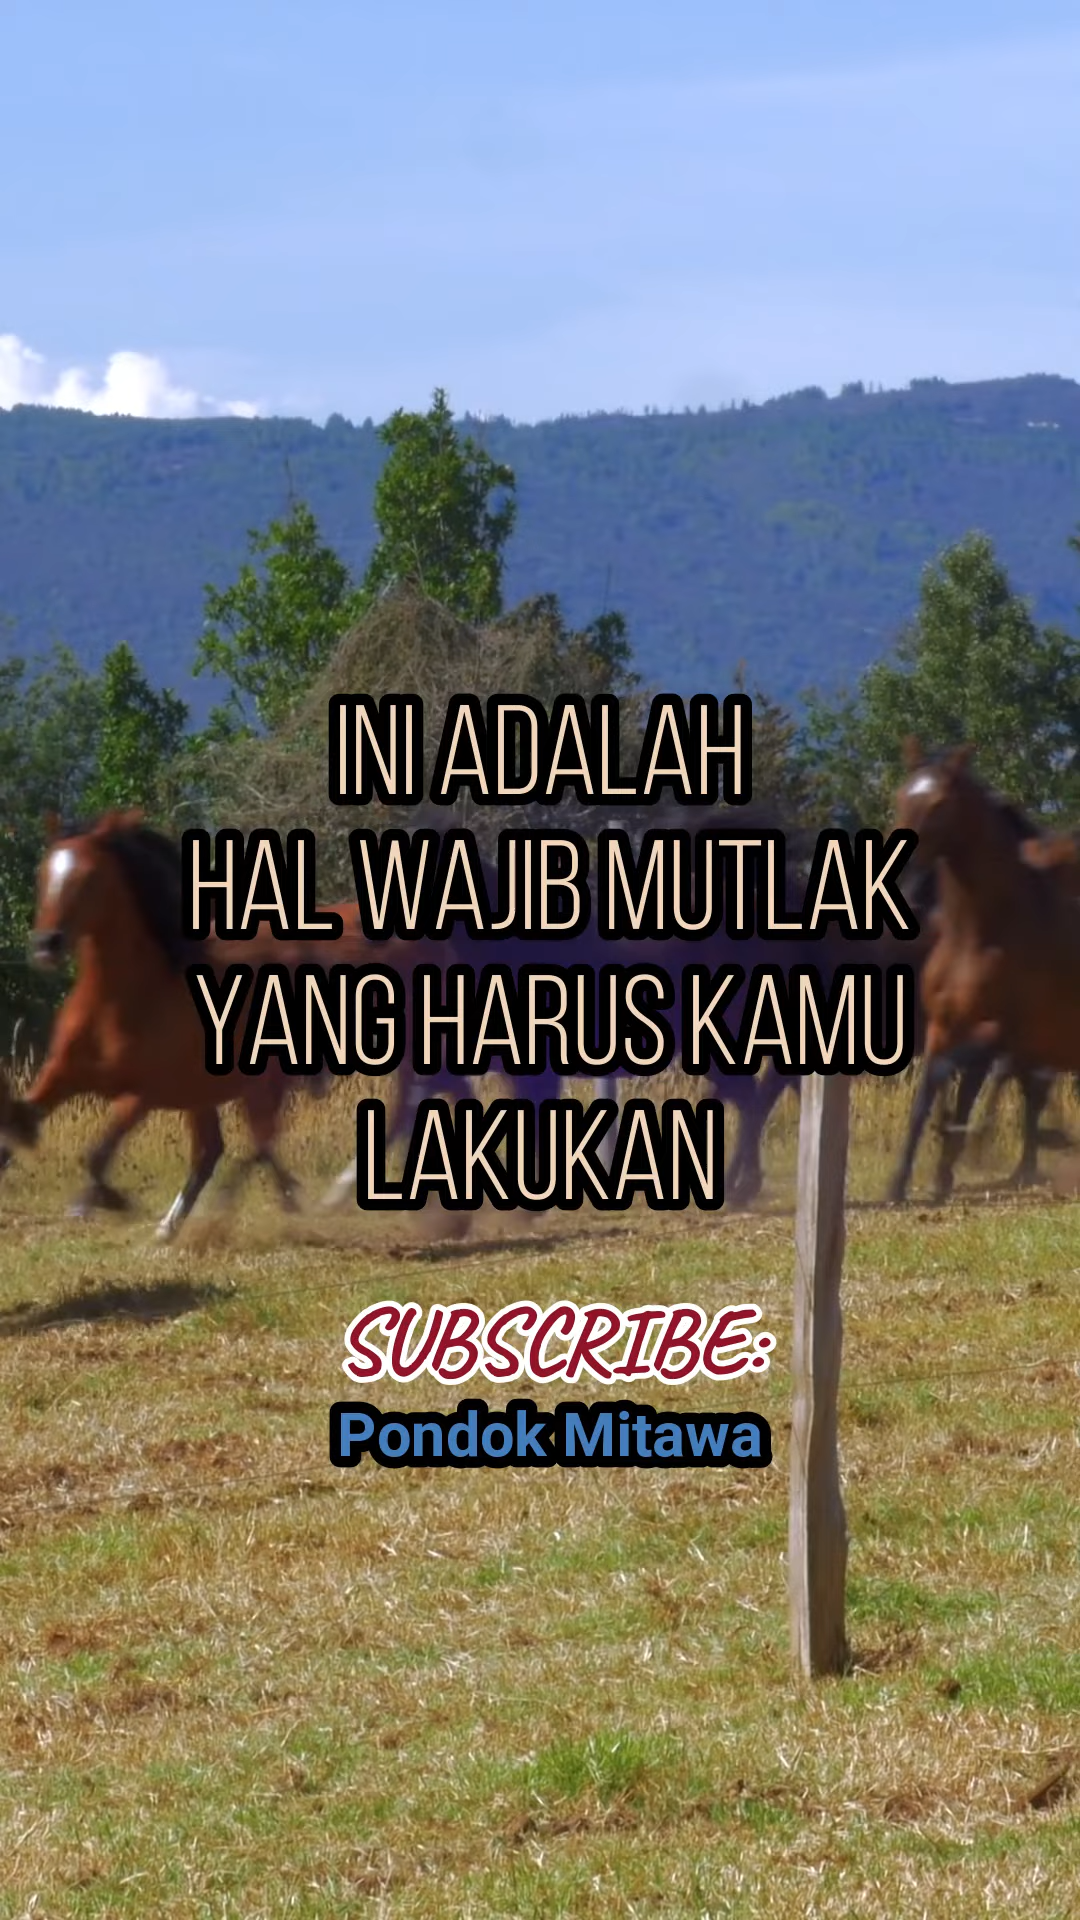 INI ADALAH
HAL WAJIB MUTLAK
YANG HARUS KAMU
LAKUKAN
SUBSCRIBE:
Pondok Mitawa